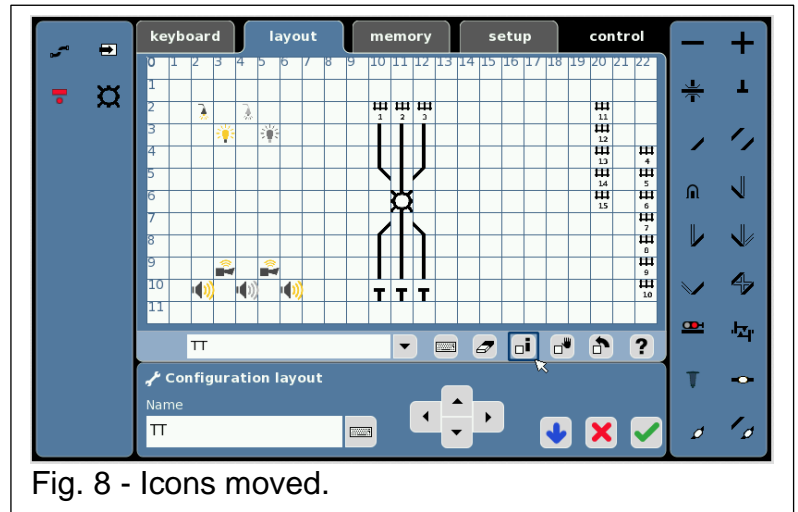 keyboard layout memory setup control
0 1 2 3 4 5 6 7 8 9 10 11 12 13 14 15 16 17 18 19 20 21 22
1
2
1 2 3 11
3
12
4
13 4
5
14 5
6
15 6
7
7
8
8
9
9
10
10
11
TT
i
?
Configuration layout
Name
TT
Fig. 8 - Icons moved.